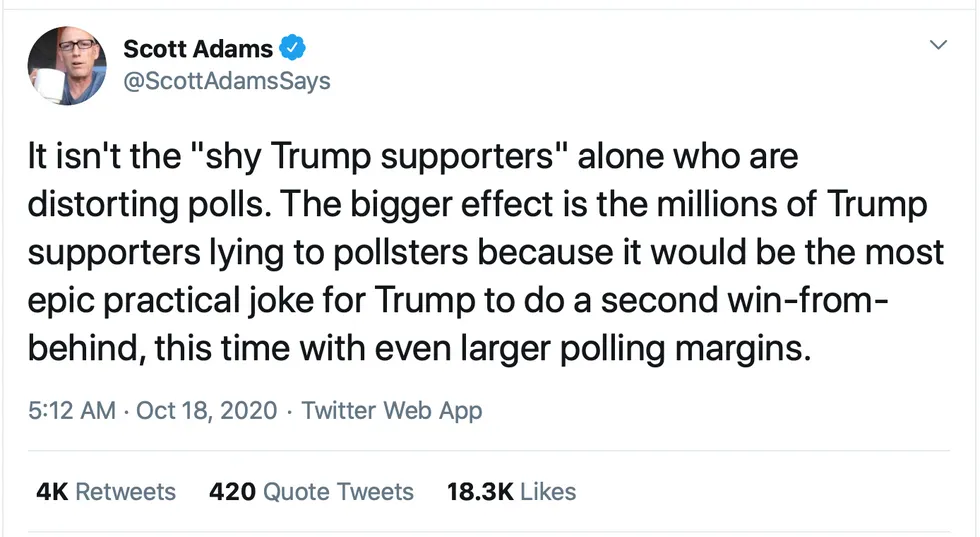 Scott Adams
@ScottAdamsSays
It isn't the "shy Trump supporters" alone who are
distorting polls. The bigger effect is the millions of Trump
supporters lying to pollsters because it would be the most
epic practical joke for Trump to do a second win-from-
behind, this time with even larger polling margins.
5:12 AM · Oct 18, 2020 · Twitter Web App
4K Retweets 420 Quote Tweets 18.3K Likes